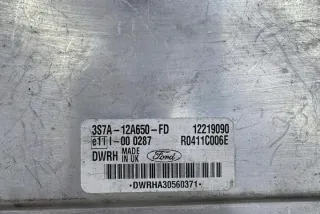 3S7A-12A650-FD 12219090
e11 I-00 0287 R0411C006E
DWRH MADE IN UK Ford
*DWRHA30560371*